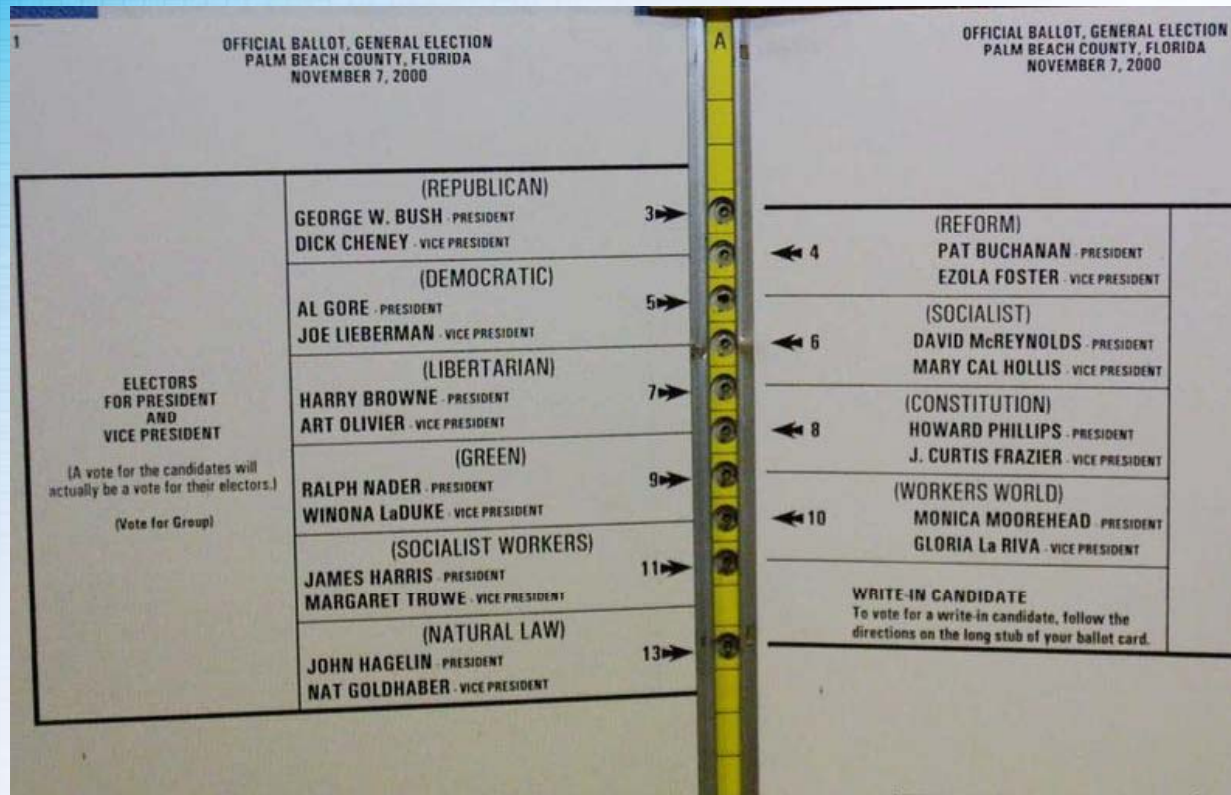 1
OFFICIAL BALLOT, GENERAL ELECTION
PALM BEACH COUNTY, FLORIDA
NOVEMBER 7, 2000
ELECTORS
FOR PRESIDENT
AND
VICE PRESIDENT
(A vote for the candidates will
actually be a vote for their electors.)
(Vote for Group)
(REPUBLICAN)
GEORGE W. BUSH - PRESIDENT 3
DICK CHENEY - VICE PRESIDENT
(DEMOCRATIC)
AL GORE - PRESIDENT 5
JOE LIEBERMAN - VICE PRESIDENT
(LIBERTARIAN)
HARRY BROWNE - PRESIDENT 7
ART OLIVIER - VICE PRESIDENT
(GREEN)
RALPH NADER - PRESIDENT 9
WINONA LaDUKE - VICE PRESIDENT
(SOCIALIST WORKERS)
JAMES HARRIS - PRESIDENT 11
MARGARET TROWE - VICE PRESIDENT
(NATURAL LAW)
JOHN HAGELIN - PRESIDENT 13
NAT GOLDHABER - VICE PRESIDENT
A
OFFICIAL BALLOT, GENERAL ELECTION
PALM BEACH COUNTY, FLORIDA
NOVEMBER 7, 2000
(REFORM)
4 PAT BUCHANAN - PRESIDENT
EZOLA FOSTER - VICE PRESIDENT
(SOCIALIST)
6 DAVID McREYNOLDS - PRESIDENT
MARY CAL HOLLIS - VICE PRESIDENT
(CONSTITUTION)
8 HOWARD PHILLIPS - PRESIDENT
J. CURTIS FRAZIER - VICE PRESIDENT
(WORKERS WORLD)
10 MONICA MOOREHEAD - PRESIDENT
GLORIA La RIVA - VICE PRESIDENT
WRITE-IN CANDIDATE
To vote for a write-in candidate, follow the
directions on the long stub of your ballot card.